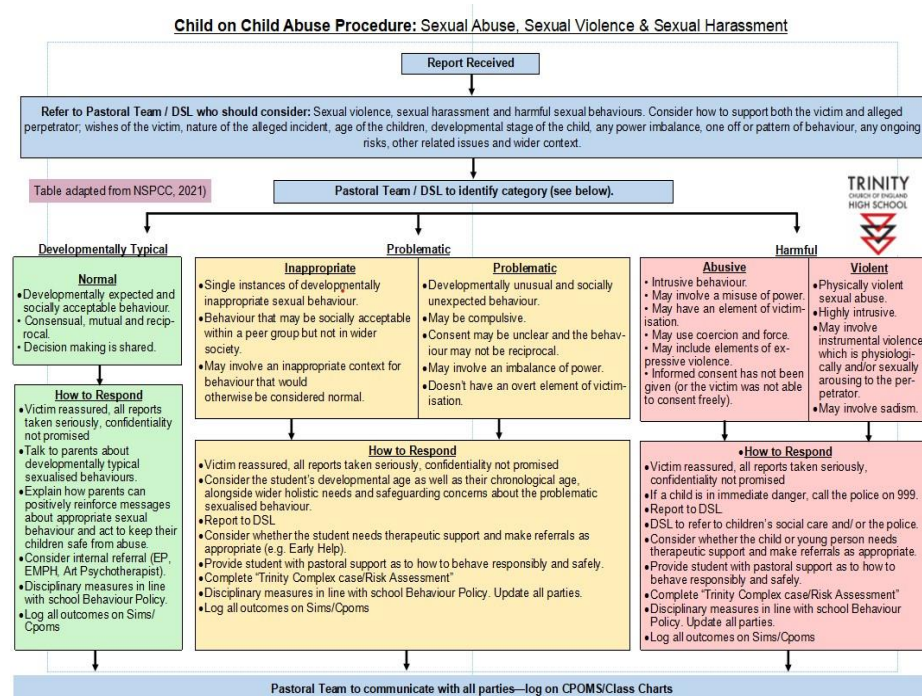 Child on Child Abuse Procedure: Sexual Abuse, Sexual Violence & Sexual Harassment
Report Received
Refer to Pastoral Team / DSL who should consider: Sexual violence, sexual harassment and harmful sexual behaviours. Consider how to support both the victim and alleged
perpetrator; wishes of the victim, nature of the alleged incident, age of the children, developmental stage of the child, any power imbalance, one off or pattern of behaviour, any ongoing
risks, other related issues and wider context.
Table adapted from NSPCC, 2021)
Pastoral Team / DSL to identify category (see below).
TRINITY
CHURCH OF ENGLAND
HIGH SCHOOL
Developmentally Typical
Normal
•Developmentally expected and
socially acceptable behaviour.
• Consensual, mutual and recip-
rocal.
• Decision making is shared.
How to Respond
•Victim reassured, all reports
taken seriously, confidentiality
not promised
•Talk to parents about
developmentally typical
sexualised behaviours.
•Explain how parents can
positively reinforce messages
about appropriate sexual
behaviour and act to keep their
children safe from abuse.
•Consider internal referral (EP,
EMPH, Art Psychotherapist).
•Disciplinary measures in line
with school Behaviour Policy.
•Log all outcomes on Sims/
Cpoms
Problematic
Inappropriate
•Single instances of developmentally
inappropriate sexual behaviour.
•Behaviour that may be socially acceptable
within a peer group but not in wider
society.
•May involve an inappropriate context for
behaviour that would
otherwise be considered normal.
Problematic
•Developmentally unusual and socially
unexpected behaviour.
•May be compulsive.
•Consent may be unclear and the behav-
iour may not be reciprocal.
•May involve an imbalance of power.
•Doesn't have an overt element of victim-
isation.
How to Respond
•Victim reassured, all reports taken seriously, confidentiality not promised
•Consider the student's developmental age as well as their chronological age,
alongside wider holistic needs and safeguarding concerns about the problematic
sexualised behaviour.
•Report to DSL
•Consider whether the student needs therapeutic support and make referrals as
appropriate (e.g. Early Help).
•Provide student with pastoral support as to how to behave responsibly and safely.
•Complete "Trinity Complex case/Risk Assessment"
•Disciplinary measures in line with school Behaviour Policy. Update all parties.
•Log all outcomes on Sims/Cpoms
Harmful
Abusive
• Intrusive behaviour.
• May involve a misuse of power.
• May have an element of victim-
isation.
• May use coercion and force.
• May include elements of ex-
pressive violence.
• Informed consent has not been
given (or the victim was not able
to consent freely).
Violent
•Physically violent
sexual abuse.
•Highly intrusive.
•May involve
instrumental violence
which is physiolog-
ically and/or sexually
arousing to the per-
petrator.
•May involve sadism.
•How to Respond
•Victim reassured, all reports taken seriously,
confidentiality not promised
•If a child is in immediate danger, call the police on 999.
•Report to DSL.
•DSL to refer to children's social care and/ or the police.
•Consider whether the child or young person needs
therapeutic support and make referrals as appropriate.
•Provide student with pastoral support as to how to
behave responsibly and safely.
•Complete "Trinity Complex case/Risk Assessment"
•Disciplinary measures in line with school Behaviour
Policy. Update all parties.
•Log all outcomes on Sims/Cpoms
Pastoral Team to communicate with all parties—log on CPOMS/Class Charts